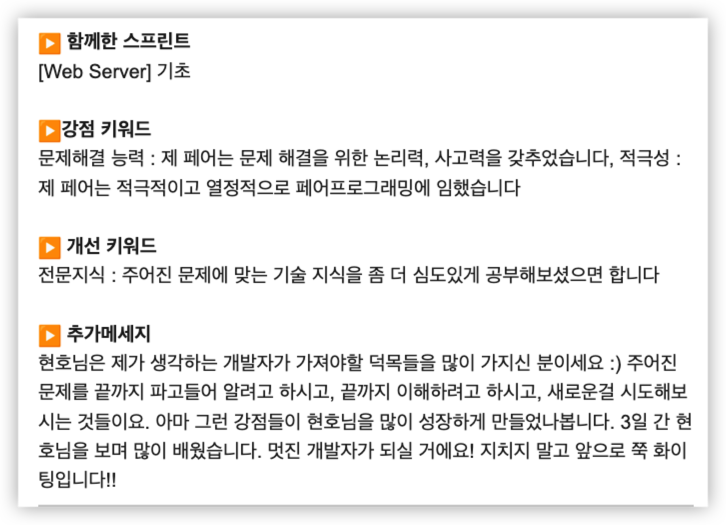 ▶️ 함께한 스프린트
[Web Server] 기초
▶️강점 키워드
문제해결 능력 : 제 페어는 문제 해결을 위한 논리력, 사고력을 갖추었습니다, 적극성 :
제 페어는 적극적이고 열정적으로 페어프로그래밍에 임했습니다
▶️ 개선 키워드
전문지식 : 주어진 문제에 맞는 기술 지식을 좀 더 심도있게 공부해보셨으면 합니다
▶️ 추가메세지
현호님은 제가 생각하는 개발자가 가져야할 덕목들을 많이 가지신 분이세요 :) 주어진
문제를 끝까지 파고들어 알려고 하시고, 끝까지 이해하려고 하시고, 새로운걸 시도해보
시는 것들이요. 아마 그런 강점들이 현호님을 많이 성장하게 만들었나봅니다. 3일 간 현
호님을 보며 많이 배웠습니다. 멋진 개발자가 되실 거에요! 지치지 말고 앞으로 쭉 화이
팅입니다!!